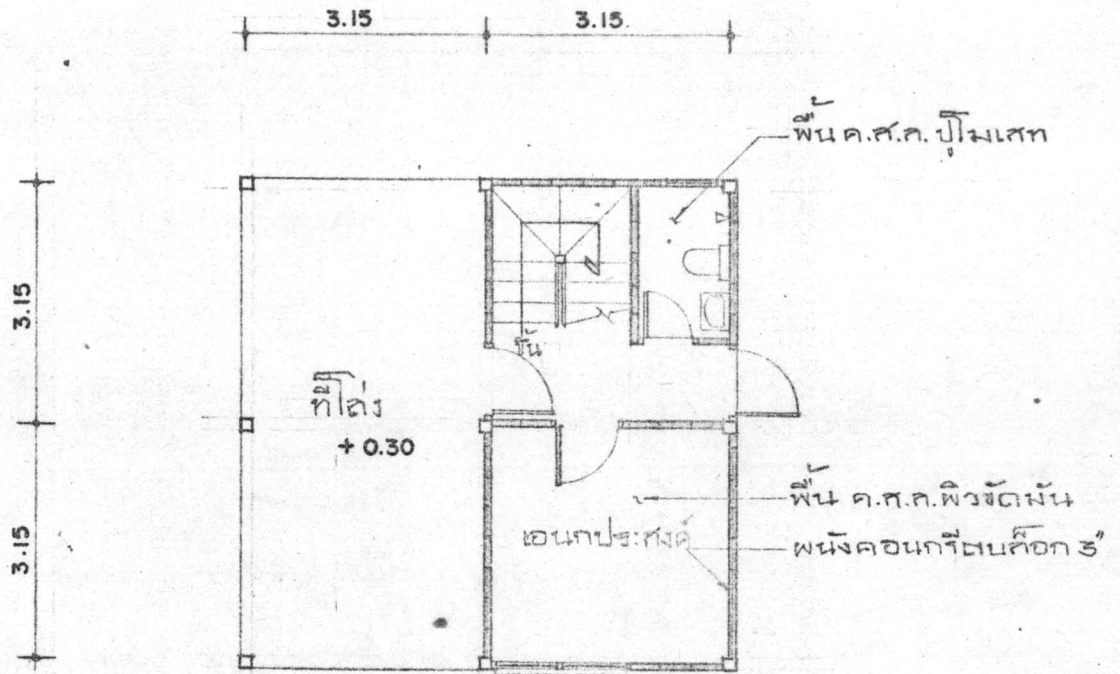 3.15
3.15
พื้น ค.ส.ล. ปูโมเสท
3.15
ขึ้น
ที่โล่ง
+ 0.30
พื้น ค.ส.ล. ผิวขัดมัน
3.15
เอนกประสงค์
ผนังคอนกรีตบล็อก 3"